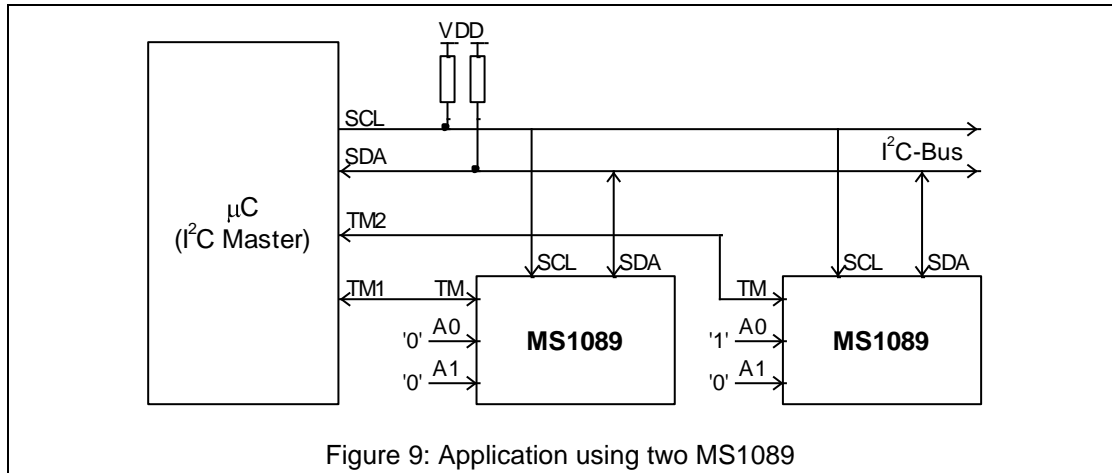 VDD
SCL
SDA
I²C-Bus
µC
(I²C Master)
TM2
TM1
TM
SCL
SDA
'0' A0
'0' A1
MS1089
TM
SCL
SDA
'1' A0
'0' A1
MS1089
Figure 9: Application using two MS1089